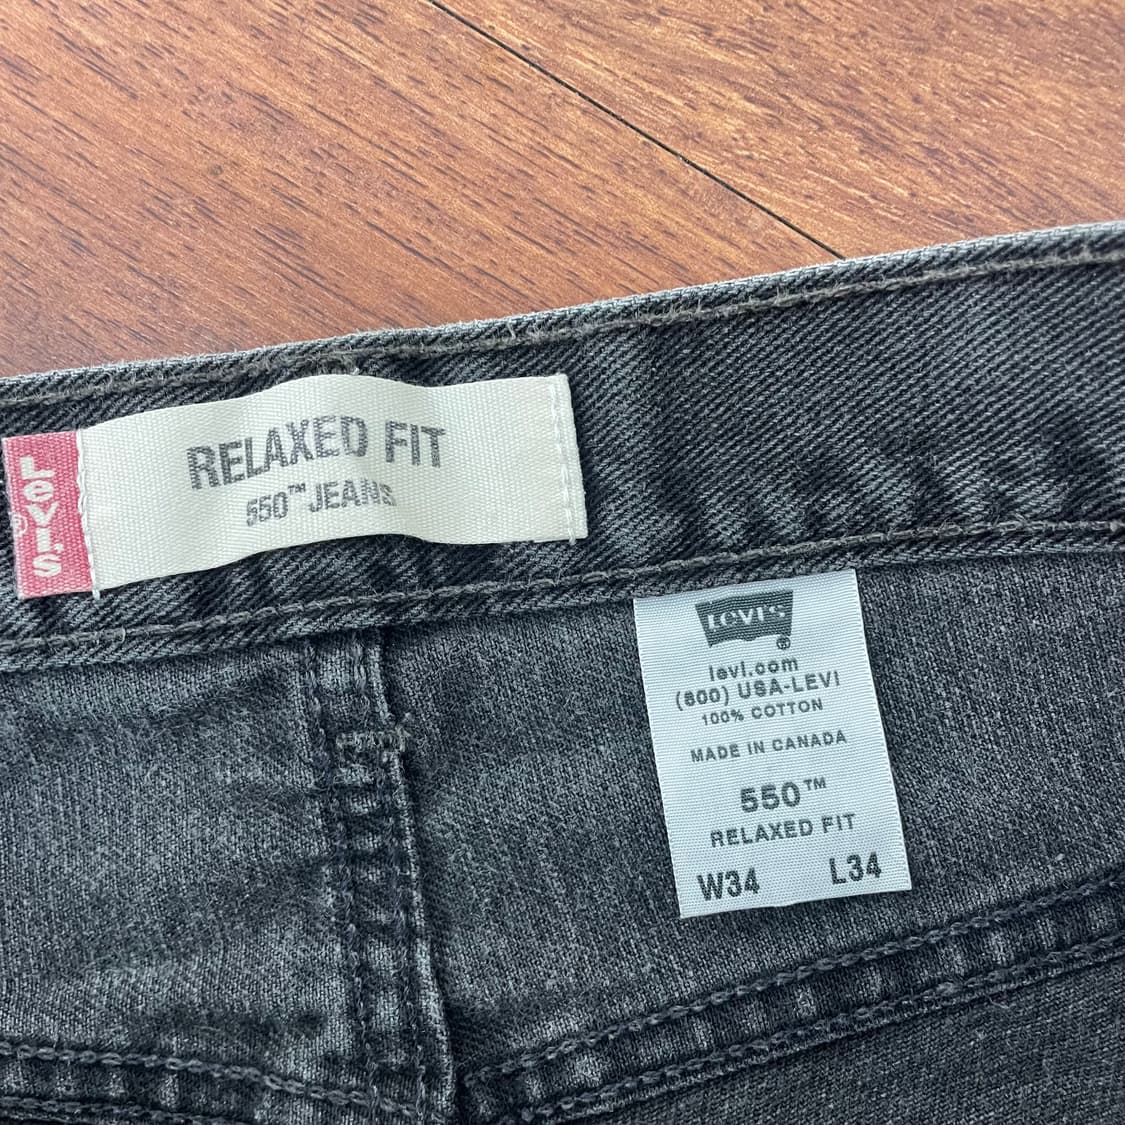 Levi's®
RELAXED FIT
550™ JEANS
Levi's®
levi.com
(800) USA-LEVI
100% COTTON
MADE IN CANADA
550™
RELAXED FIT
W34 L34